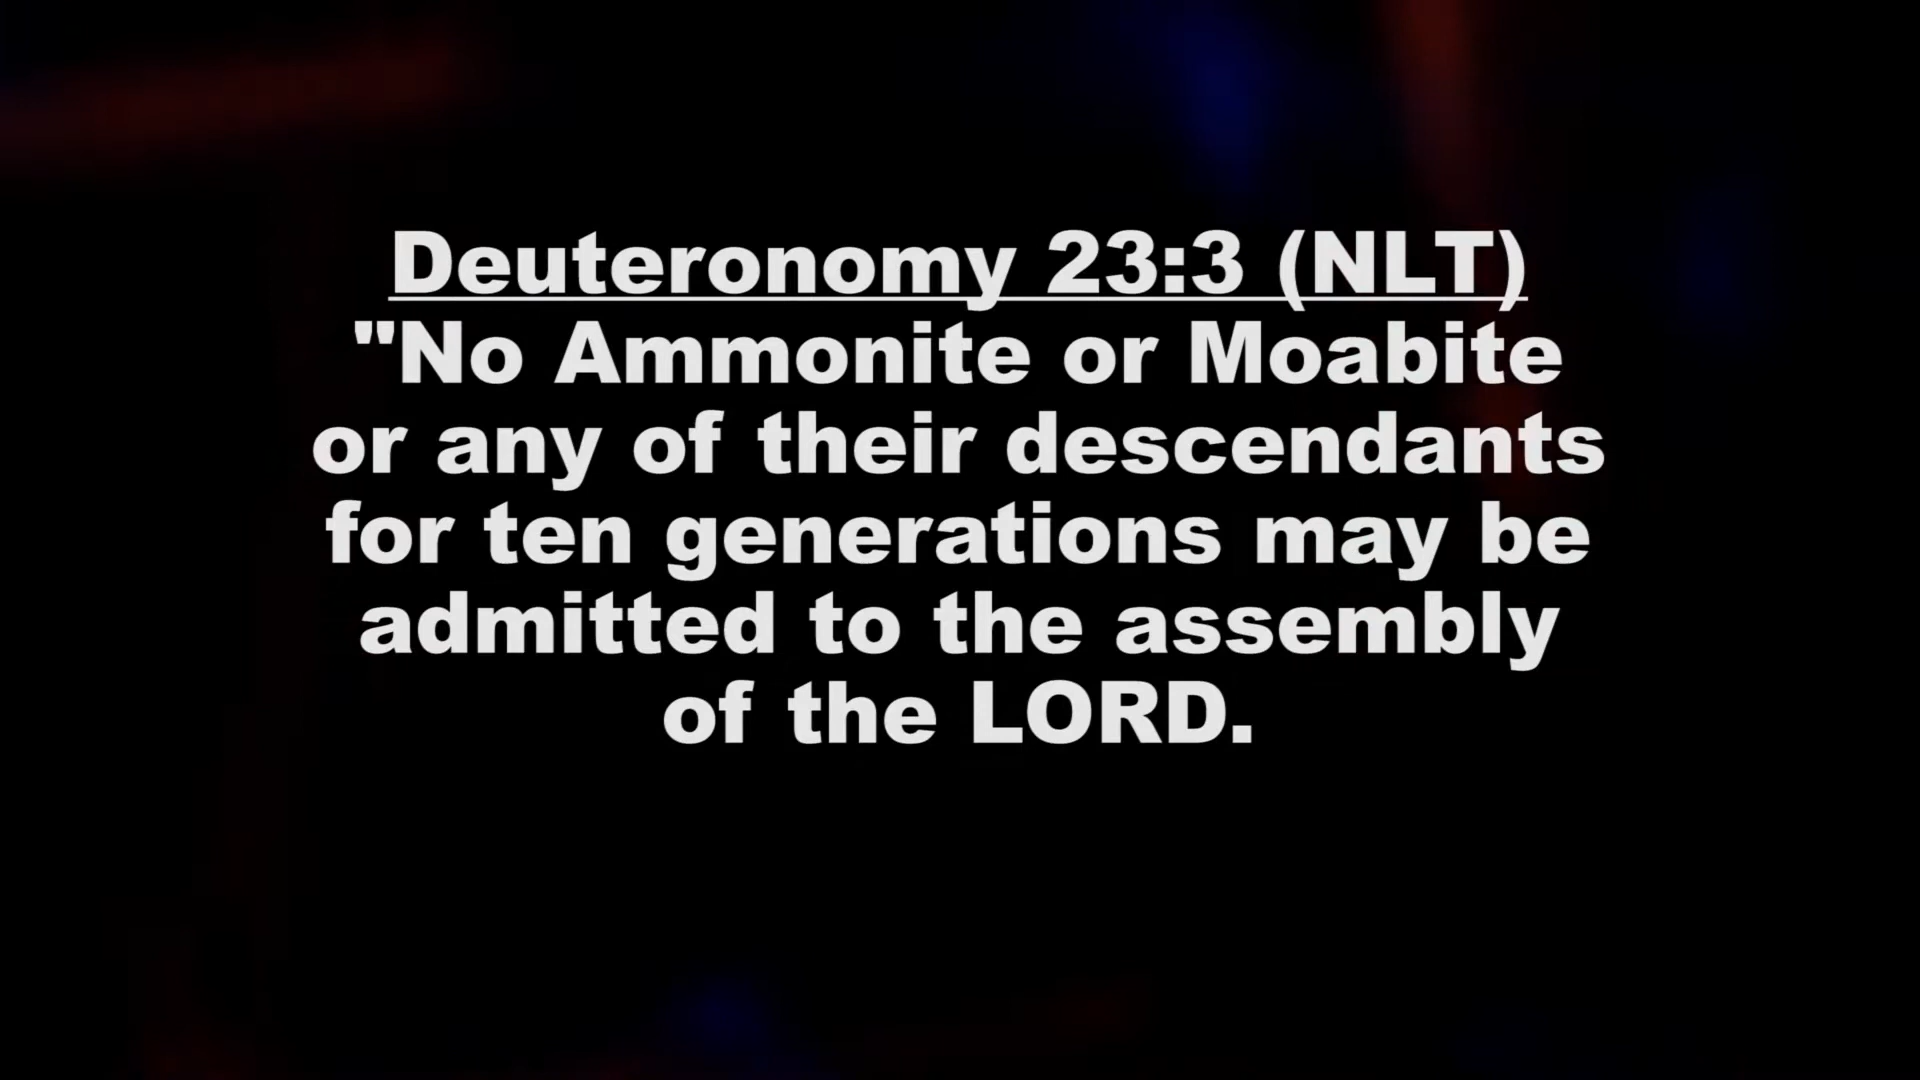 Deuteronomy 23:3 (NLT)
"No Ammonite or Moabite
or any of their descendants
for ten generations may be
admitted to the assembly
of the LORD.